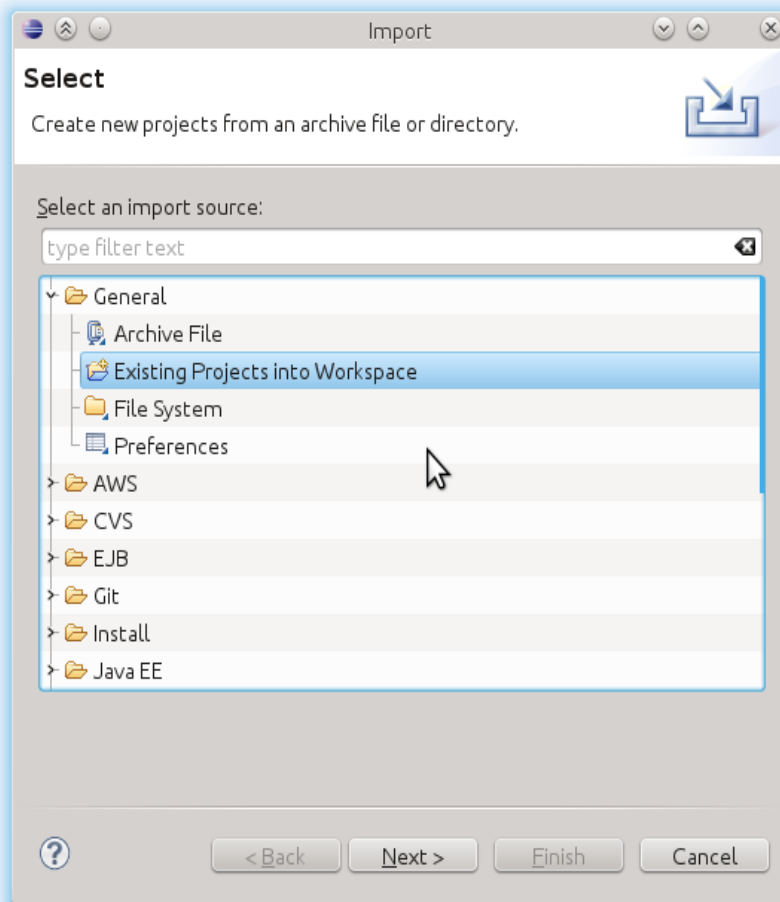 Import
Select
Create new projects from an archive file or directory.
Select an import source:
type filter text
General
Archive File
Existing Projects into Workspace
File System
Preferences
AWS
CVS
EJB
Git
Install
Java EE
< Back Next > Finish Cancel